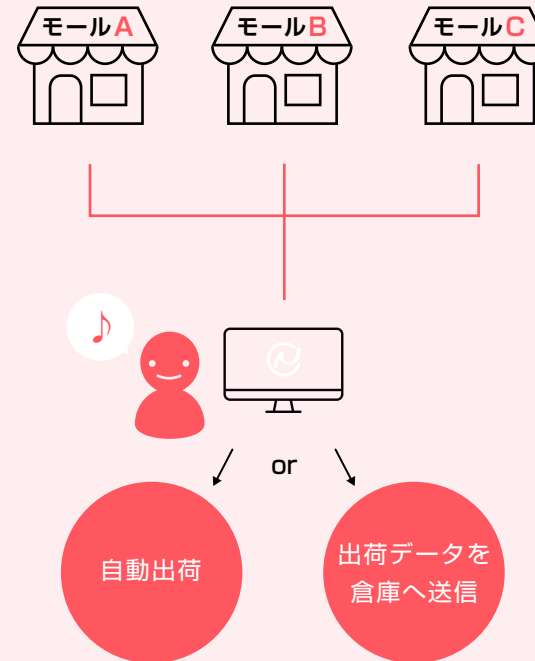 モールA
モールB
モールC
or
自動出荷
出荷データを
倉庫へ送信